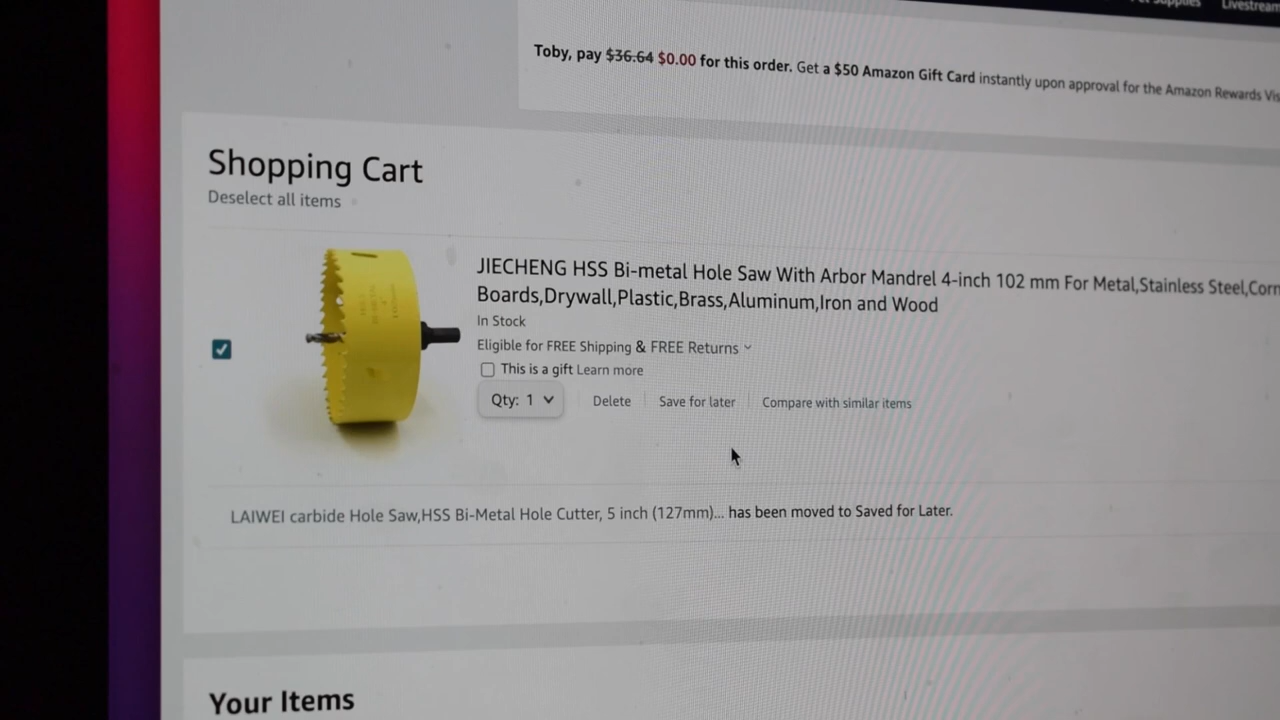 Supplies Livestream
Toby, pay $36.64 $0.00 for this order. Get a $50 Amazon Gift Card instantly upon approval for the Amazon Rewards Vis
Shopping Cart
Deselect all items
JIECHENG HSS Bi-metal Hole Saw With Arbor Mandrel 4-inch 102 mm For Metal,Stainless Steel,Corn
Boards,Drywall,Plastic,Brass,Aluminum,Iron and Wood
In Stock
Eligible for FREE Shipping & FREE Returns
This is a gift Learn more
Qty: 1 Delete Save for later Compare with similar items
LAIWEI carbide Hole Saw,HSS Bi-Metal Hole Cutter, 5 inch (127mm)... has been moved to Saved for Later.
Your Items